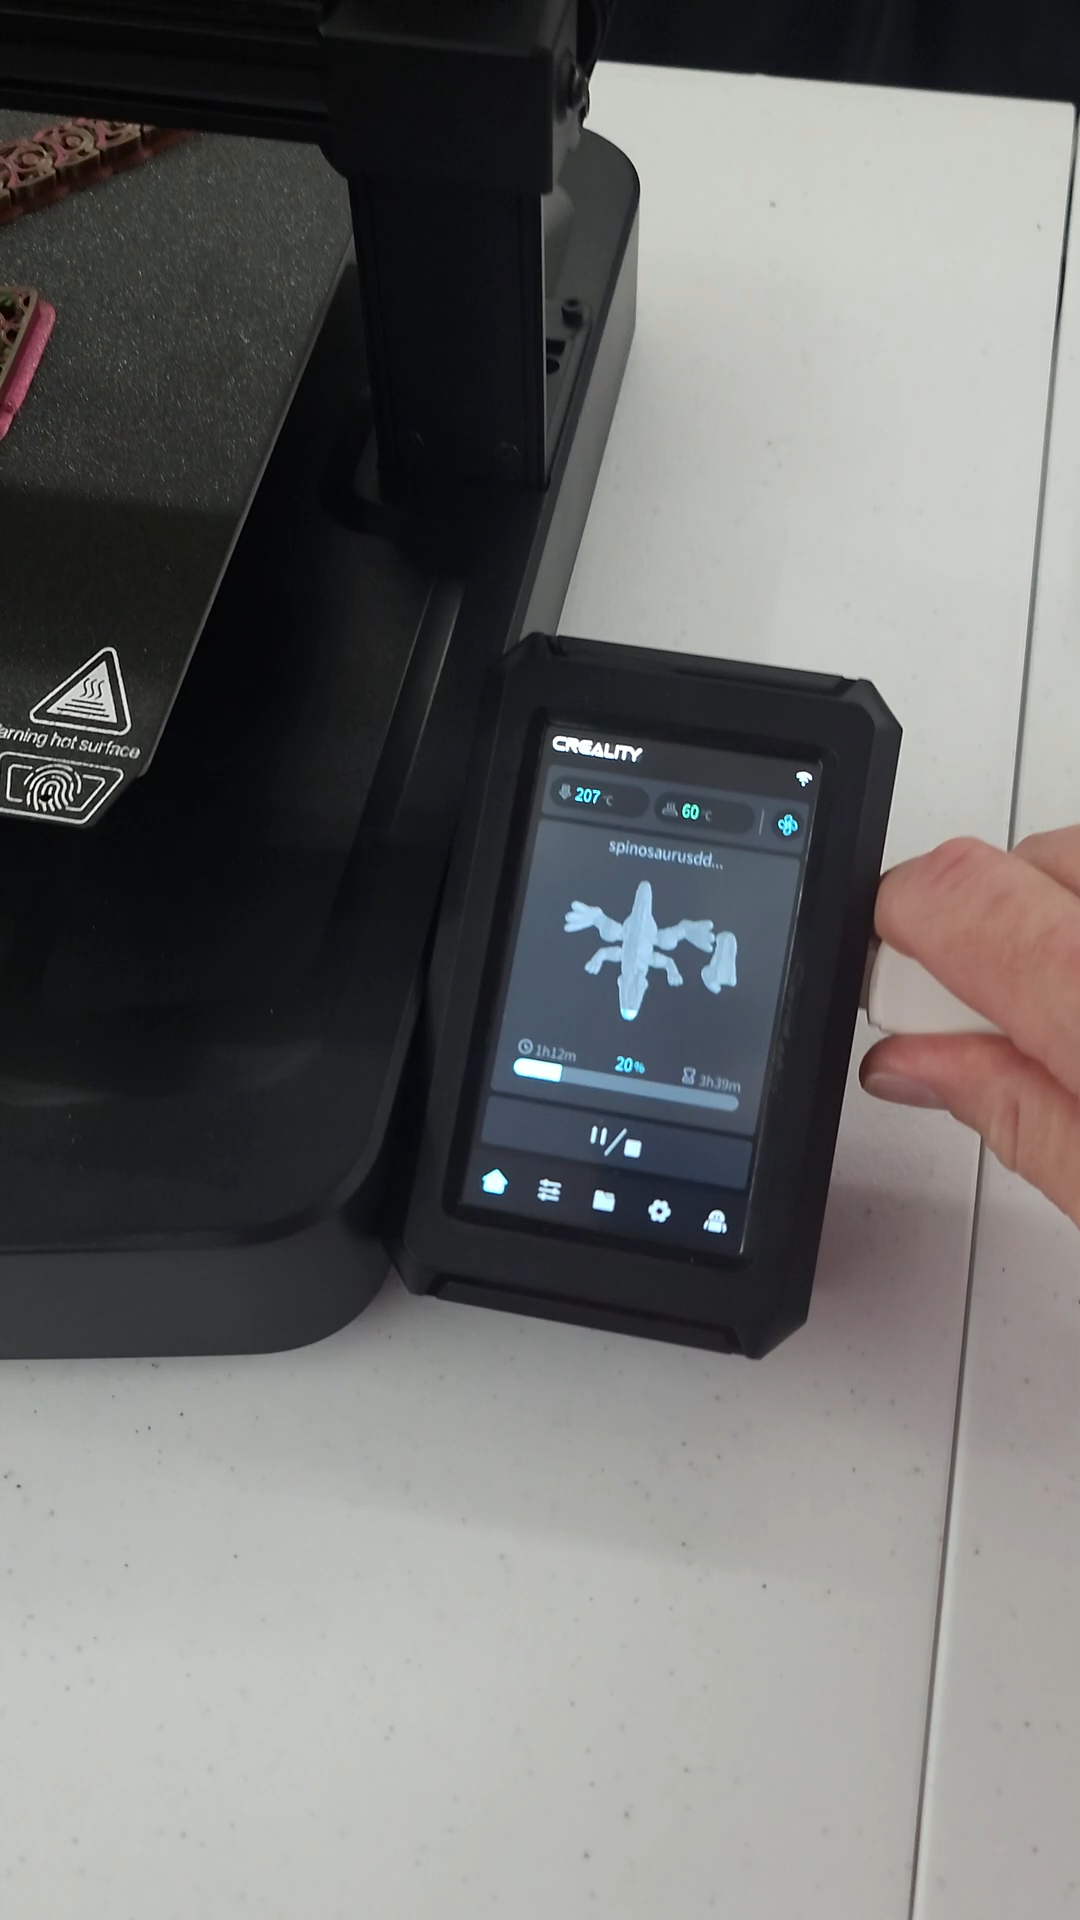 CREALITY
207 °C
60 °C
spinosaurusdd...
1h12m
20%
3h39m
arning hot surface